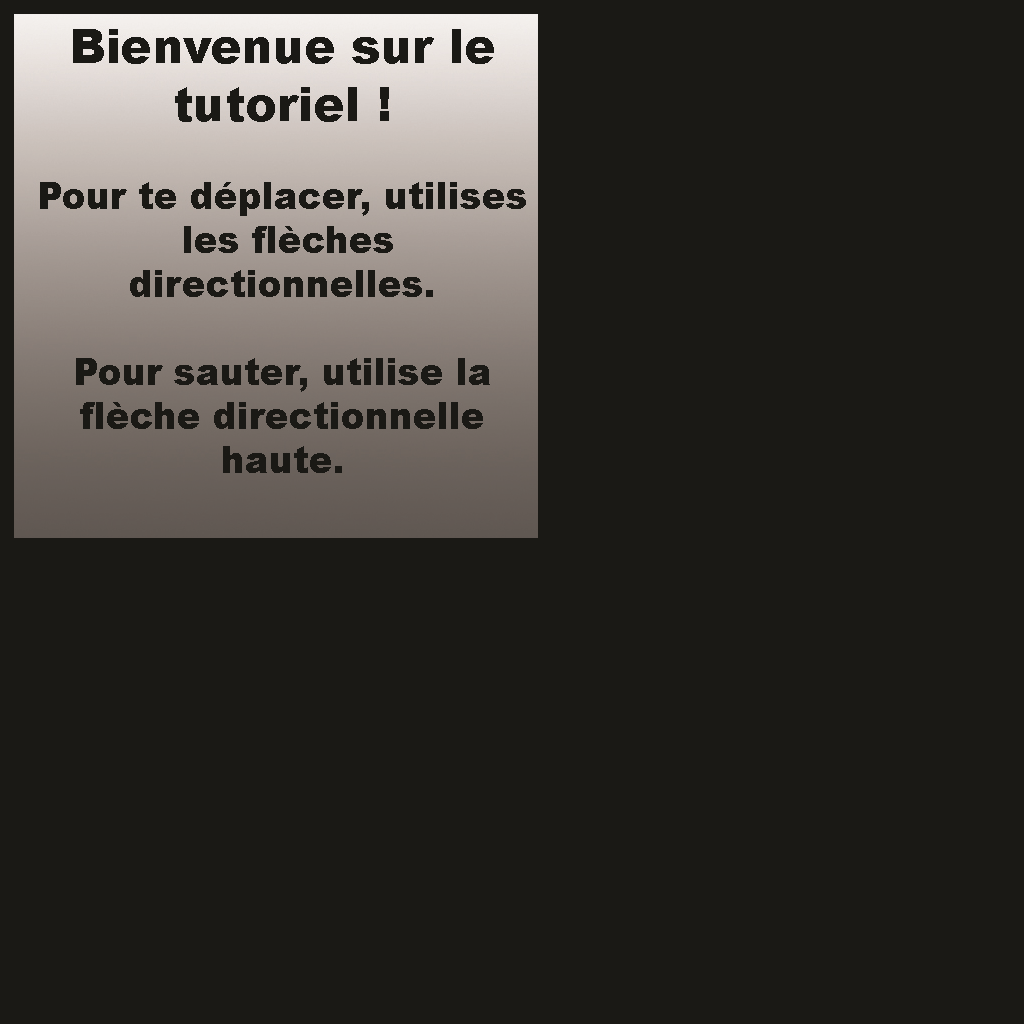 Bienvenue sur le
tutoriel !
Pour te déplacer, utilises
les flèches
directionnelles.
Pour sauter, utilise la
flèche directionnelle
haute.